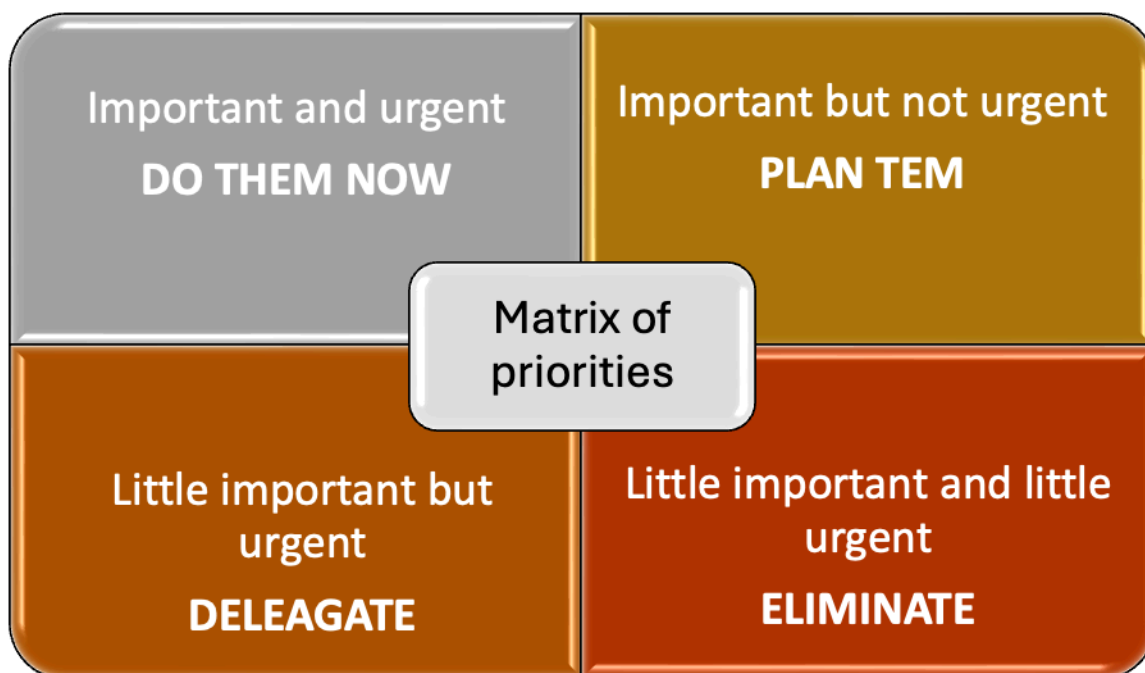 Important and urgent
DO THEM NOW
Important but not urgent
PLAN TEM
Matrix of
priorities
Little important but
urgent
DELEAGATE
Little important and little
urgent
ELIMINATE